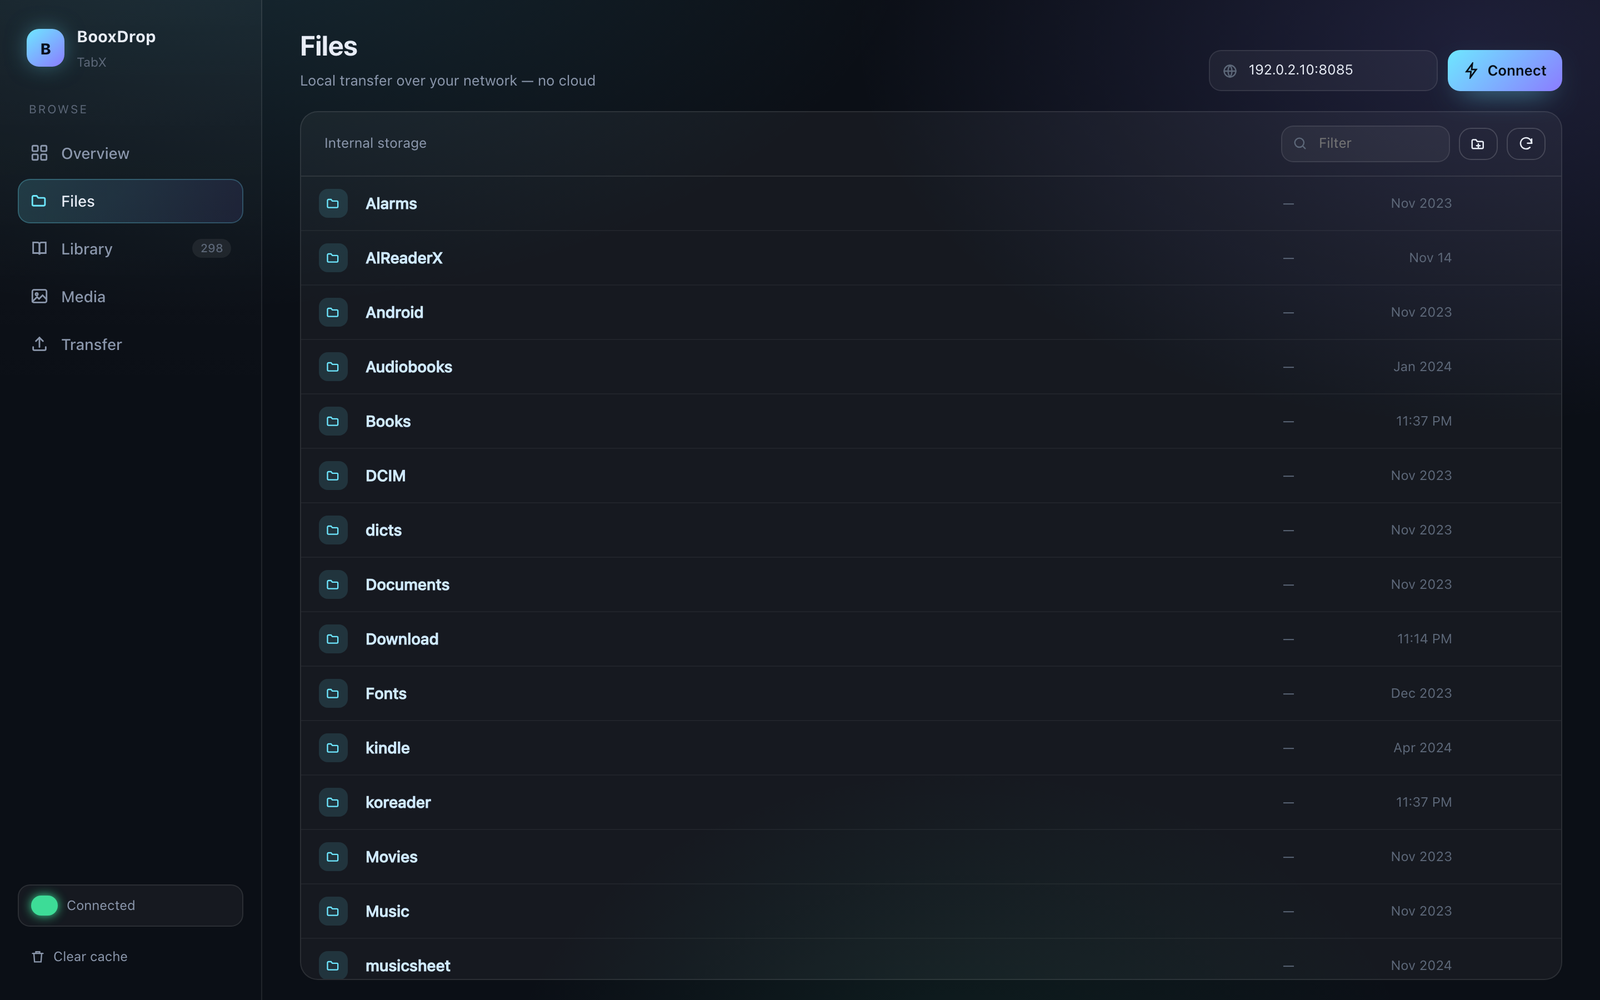 B
BooxDrop
TabX
BROWSE
Overview
Files
Library 298
Media
Transfer
Connected
Clear cache
Files
Local transfer over your network — no cloud
192.0.2.10:8085
Connect
Internal storage
Filter
Alarms — Nov 2023
AlReaderX — Nov 14
Android — Nov 2023
Audiobooks — Jan 2024
Books — 11:37 PM
DCIM — Nov 2023
dicts — Nov 2023
Documents — Nov 2023
Download — 11:14 PM
Fonts — Dec 2023
kindle — Apr 2024
koreader — 11:37 PM
Movies — Nov 2023
Music — Nov 2023
musicsheet — Nov 2024